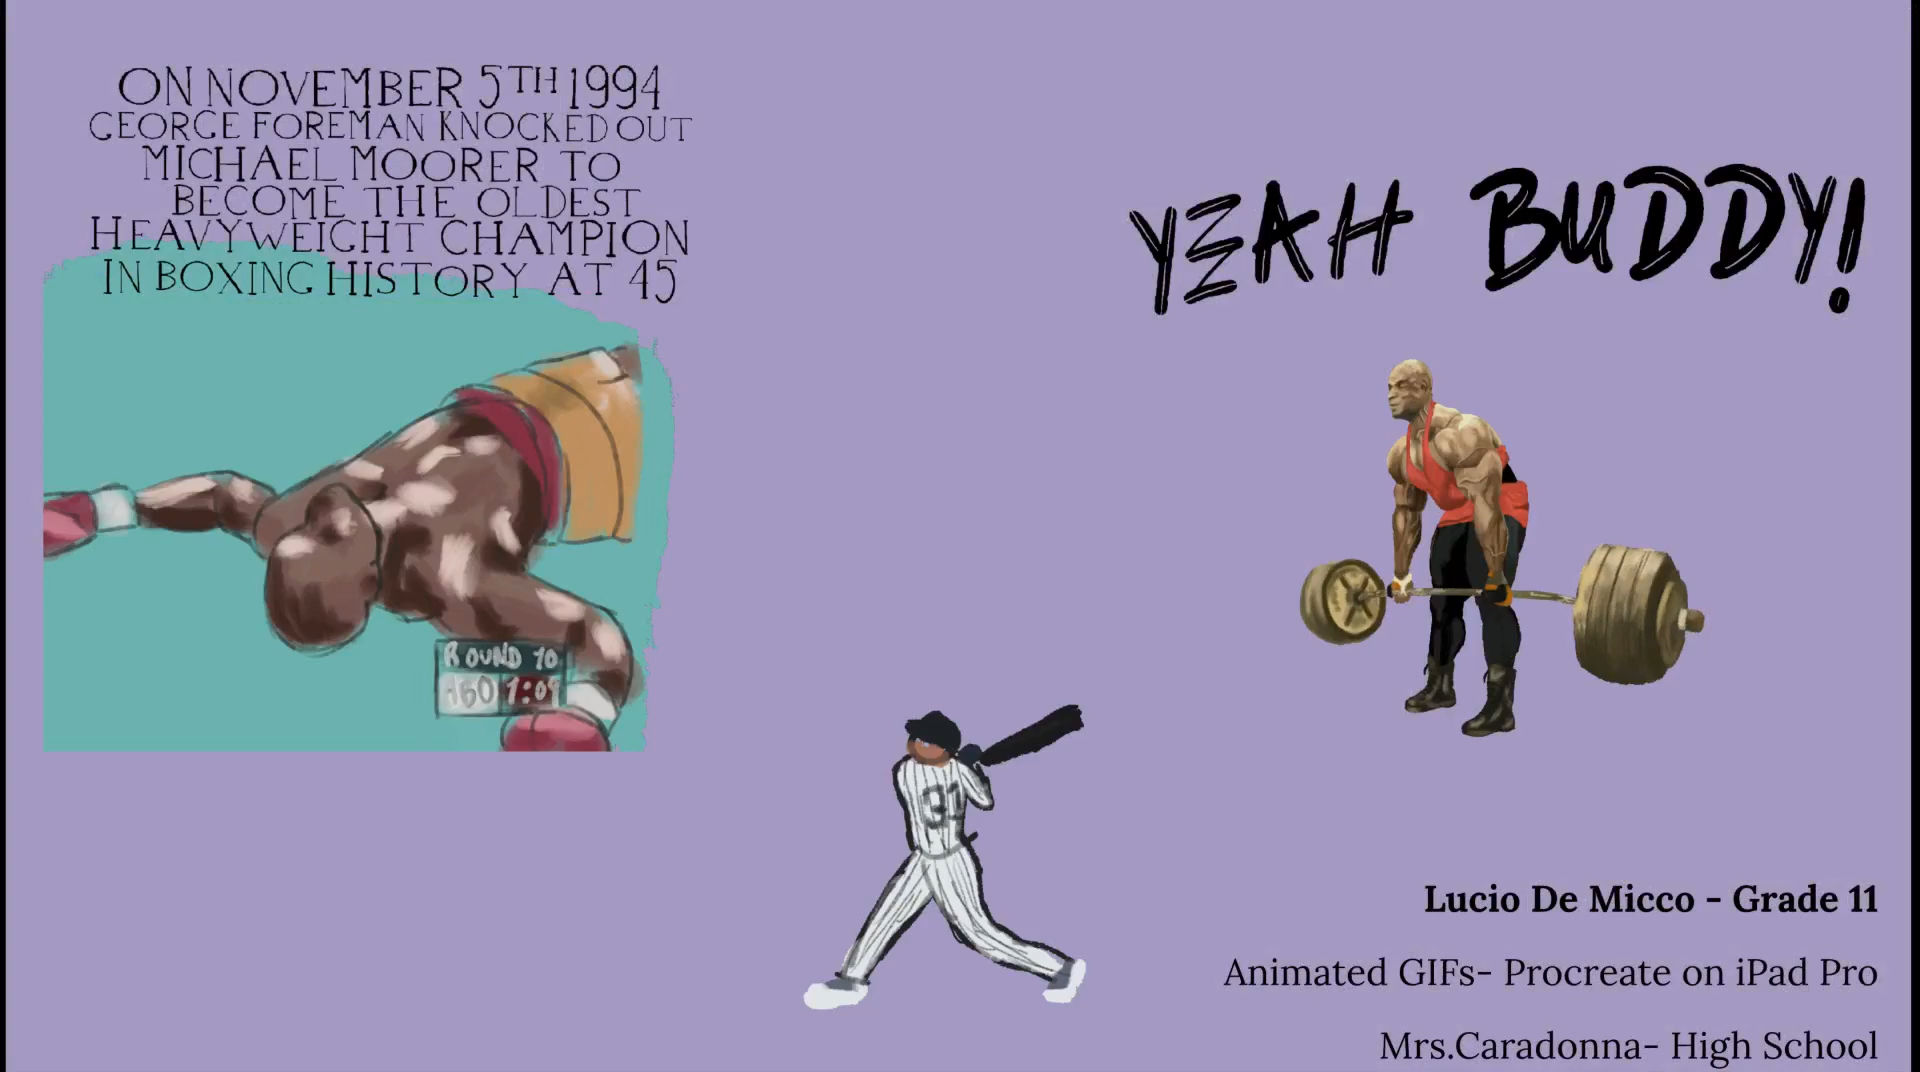 ON NOVEMBER 5TH 1994
GEORGE FOREMAN KNOCKED OUT
MICHAEL MOORER TO
BECOME THE OLDEST
HEAVYWEIGHT CHAMPION
IN BOXING HISTORY AT 45
YEAH BUDDY!
ROUND 10
1:09
31
Lucio De Micco - Grade 11
Animated GIFs- Procreate on iPad Pro
Mrs.Caradonna- High School